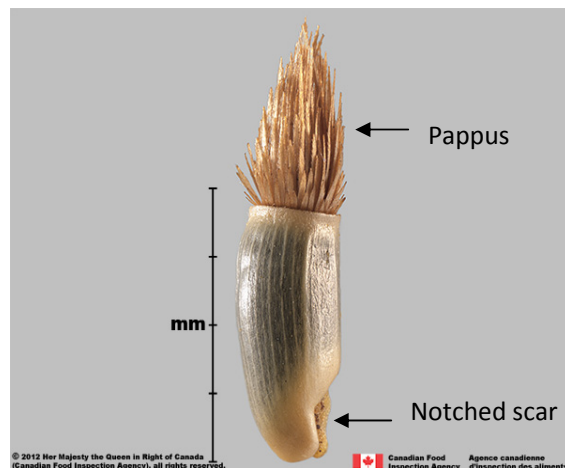 Pappus
mm
Notched scar
© 2012 Her Majesty the Queen in Right of Canada
(Canadian Food Inspection Agency), all rights reserved.
Canadian Food
Inspection Agency
Agence canadienne
d'inspection des aliments